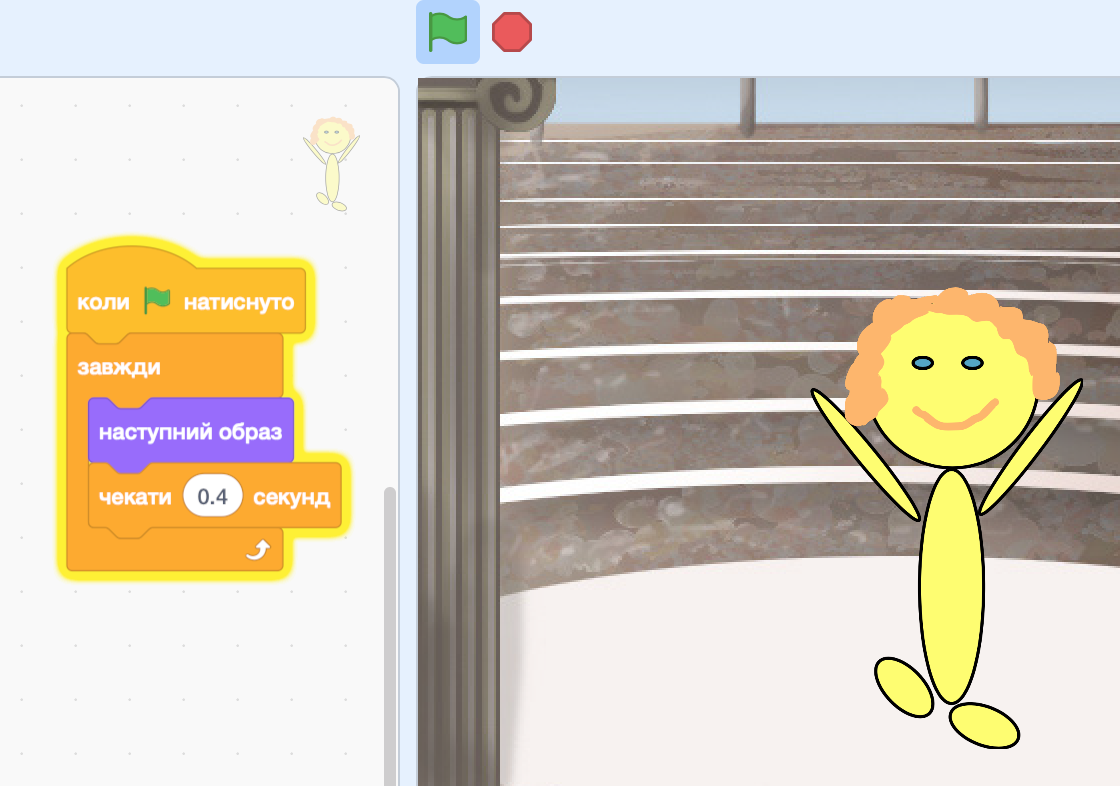 коли натиснуто
завжди
наступний образ
чекати 0.4 секунд